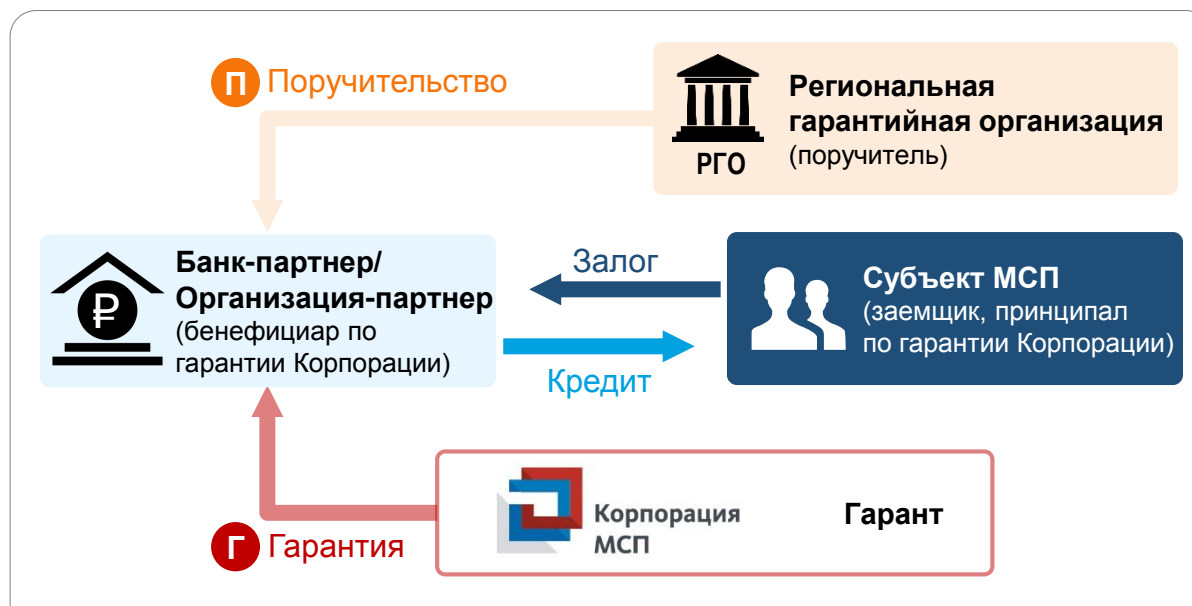 П Поручительство
Региональная
гарантийная организация
(поручитель)
РГО
Банк-партнер/
Организация-партнер
(бенефициар по
гарантии Корпорации)
₽
Залог
Кредит
Субъект МСП
(заемщик, принципал
по гарантии Корпорации)
Корпорация
МСП
Гарант
Г Гарантия